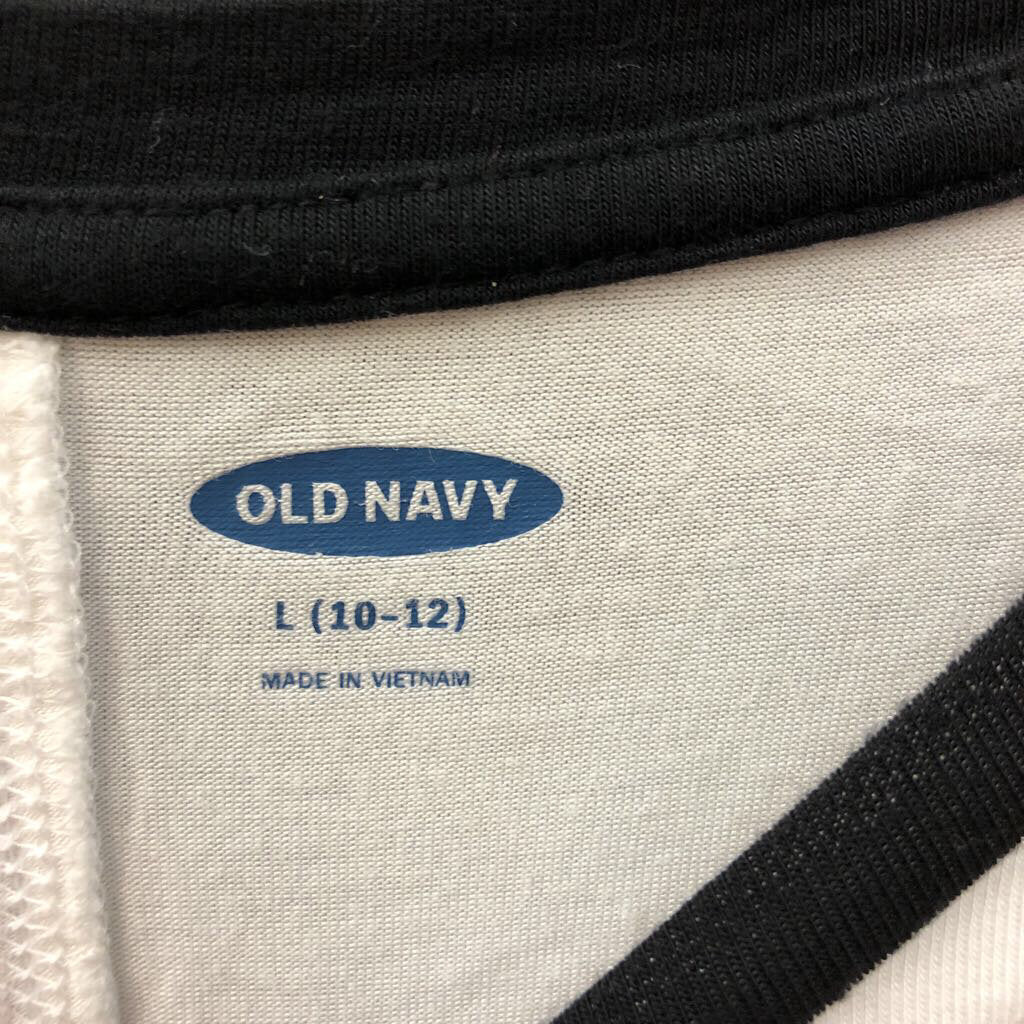 OLD NAVY
L (10-12)
MADE IN VIETNAM